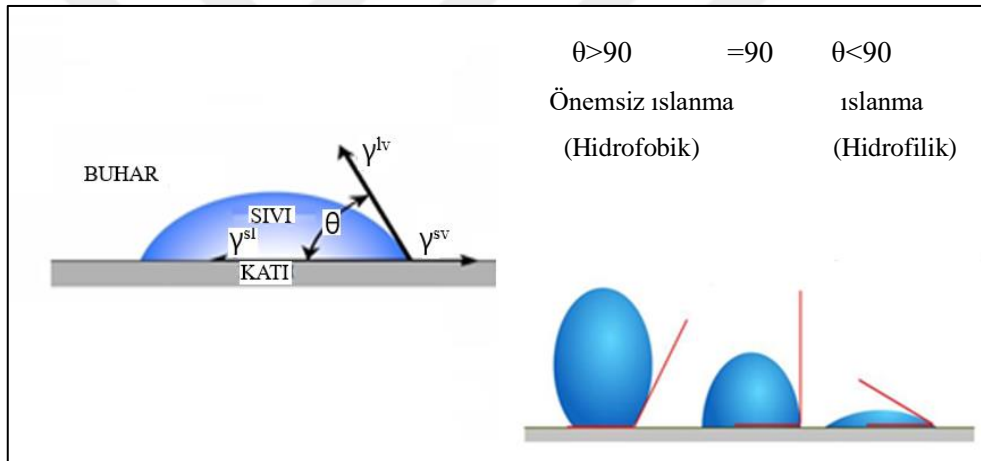 BUHAR
SIVI
θ
γˡᵛ
γˢˡ
γˢᵛ
KATI
θ>90 =90 θ<90
Önemsiz ıslanma ıslanma
(Hidrofobik) (Hidrofilik)